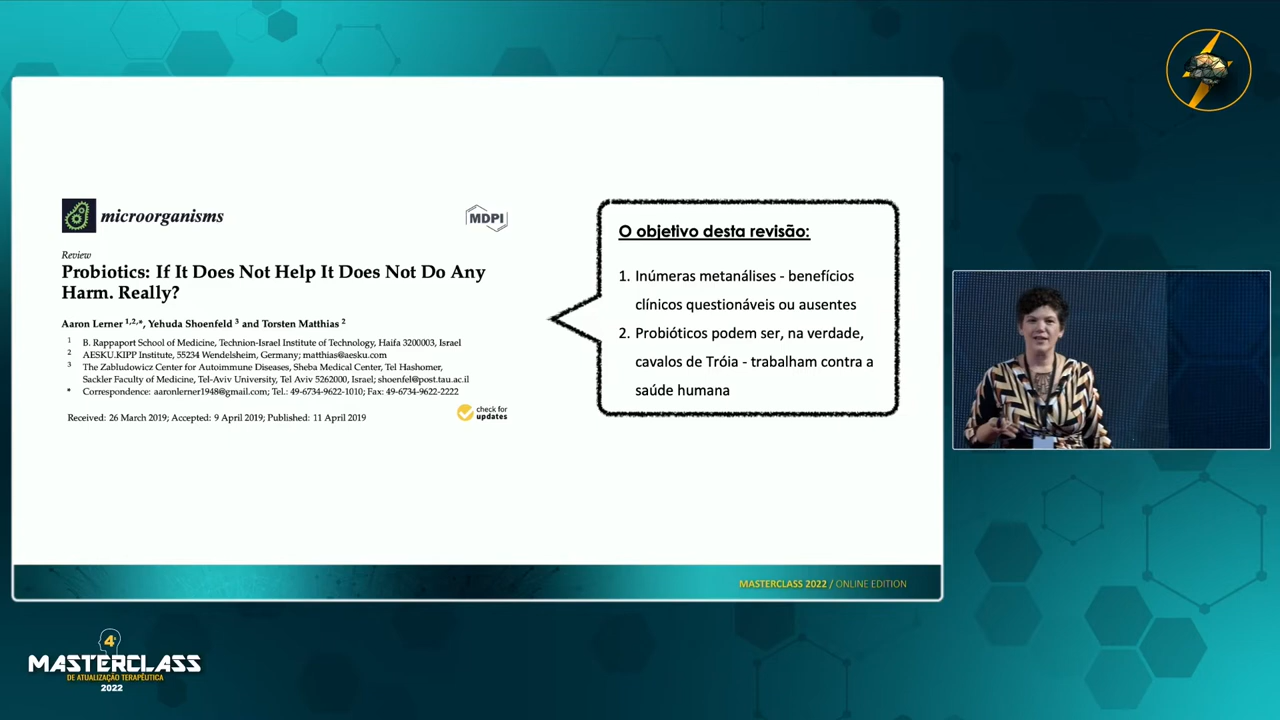 microorganisms
MDPI
Review
Probiotics: If It Does Not Help It Does Not Do Any
Harm. Really?
Aaron Lerner 1,2,*, Yehuda Shoenfeld 3 and Torsten Matthias 2
1 B. Rappaport School of Medicine, Technion-Israel Institute of Technology, Haifa 3200003, Israel
2 AESKU.KIPP Institute, 55234 Wendelsheim, Germany; matthias@aesku.com
3 The Zabludowicz Center for Autoimmune Diseases, Sheba Medical Center, Tel Hashomer,
Sackler Faculty of Medicine, Tel-Aviv University, Tel Aviv 5262000, Israel; shoenfel@post.tau.ac.il
* Correspondence: aaronlerner1948@gmail.com; Tel.: 49-6734-9622-1010; Fax: 49-6734-9622-2222
Received: 26 March 2019; Accepted: 9 April 2019; Published: 11 April 2019
check for
updates
O objetivo desta revisão:
1. Inúmeras metanálises - benefícios
clínicos questionáveis ou ausentes
2. Probióticos podem ser, na verdade,
cavalos de Tróia - trabalham contra a
saúde humana
MASTERCLASS 2022 / ONLINE EDITION
4ª
MASTERCLASS
DE ATUALIZAÇÃO TERAPÊUTICA
2022